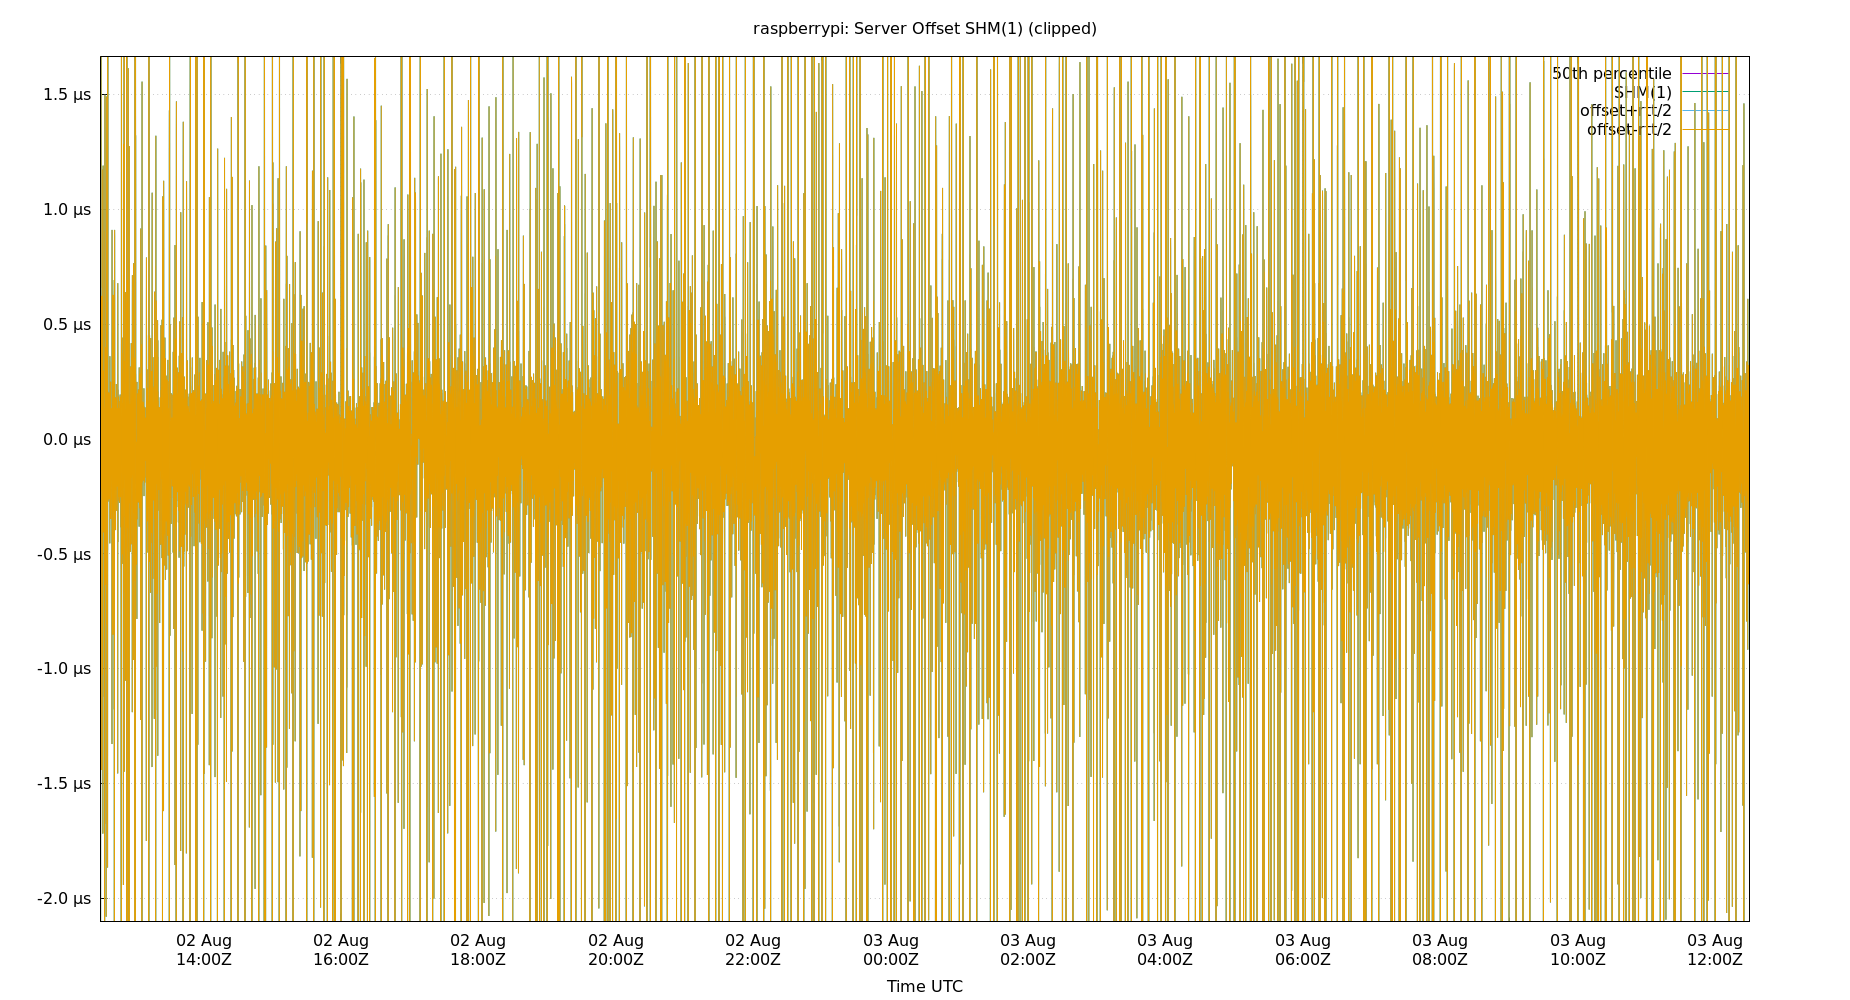 raspberrypi: Server Offset SHM(1) (clipped)
50th percentile
SHM(1)
offset+rtt/2
offset-rtt/2
1.5 µs
1.0 µs
0.5 µs
0.0 µs
-0.5 µs
-1.0 µs
-1.5 µs
-2.0 µs
02 Aug 02 Aug 02 Aug 02 Aug 02 Aug 03 Aug 03 Aug 03 Aug 03 Aug 03 Aug 03 Aug 03 Aug
14:00Z 16:00Z 18:00Z 20:00Z 22:00Z 00:00Z 02:00Z 04:00Z 06:00Z 08:00Z 10:00Z 12:00Z
Time UTC